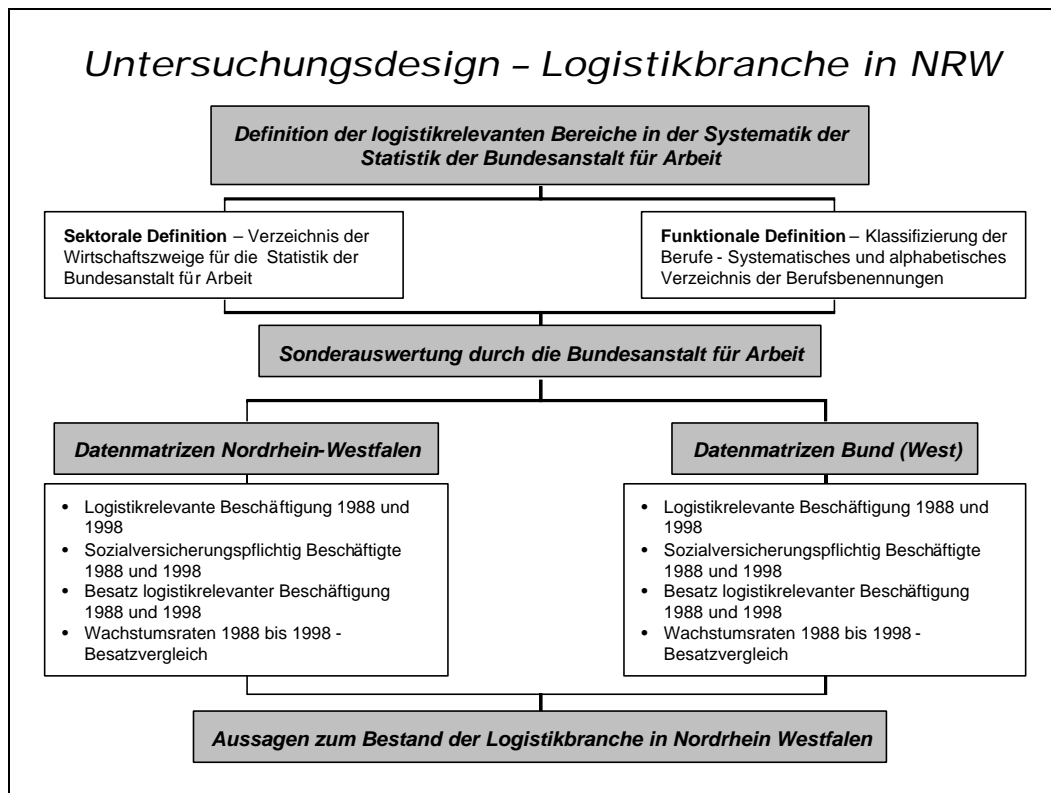 Untersuchungsdesign – Logistikbranche in NRW
Definition der logistikrelevanten Bereiche in der Systematik der
Statistik der Bundesanstalt für Arbeit
Sektorale Definition – Verzeichnis der
Wirtschaftszweige für die Statistik der
Bundesanstalt für Arbeit
Funktionale Definition – Klassifizierung der
Berufe - Systematisches und alphabetisches
Verzeichnis der Berufsbenennungen
Sonderauswertung durch die Bundesanstalt für Arbeit
Datenmatrizen Nordrhein-Westfalen
• Logistikrelevante Beschäftigung 1988 und
1998
• Sozialversicherungspflichtig Beschäftigte
1988 und 1998
• Besatz logistikrelevanter Beschäftigung
1988 und 1998
• Wachstumsraten 1988 bis 1998 -
Besatzvergleich
Datenmatrizen Bund (West)
• Logistikrelevante Beschäftigung 1988 und
1998
• Sozialversicherungspflichtig Beschäftigte
1988 und 1998
• Besatz logistikrelevanter Beschäftigung
1988 und 1998
• Wachstumsraten 1988 bis 1998 -
Besatzvergleich
Aussagen zum Bestand der Logistikbranche in Nordrhein Westfalen